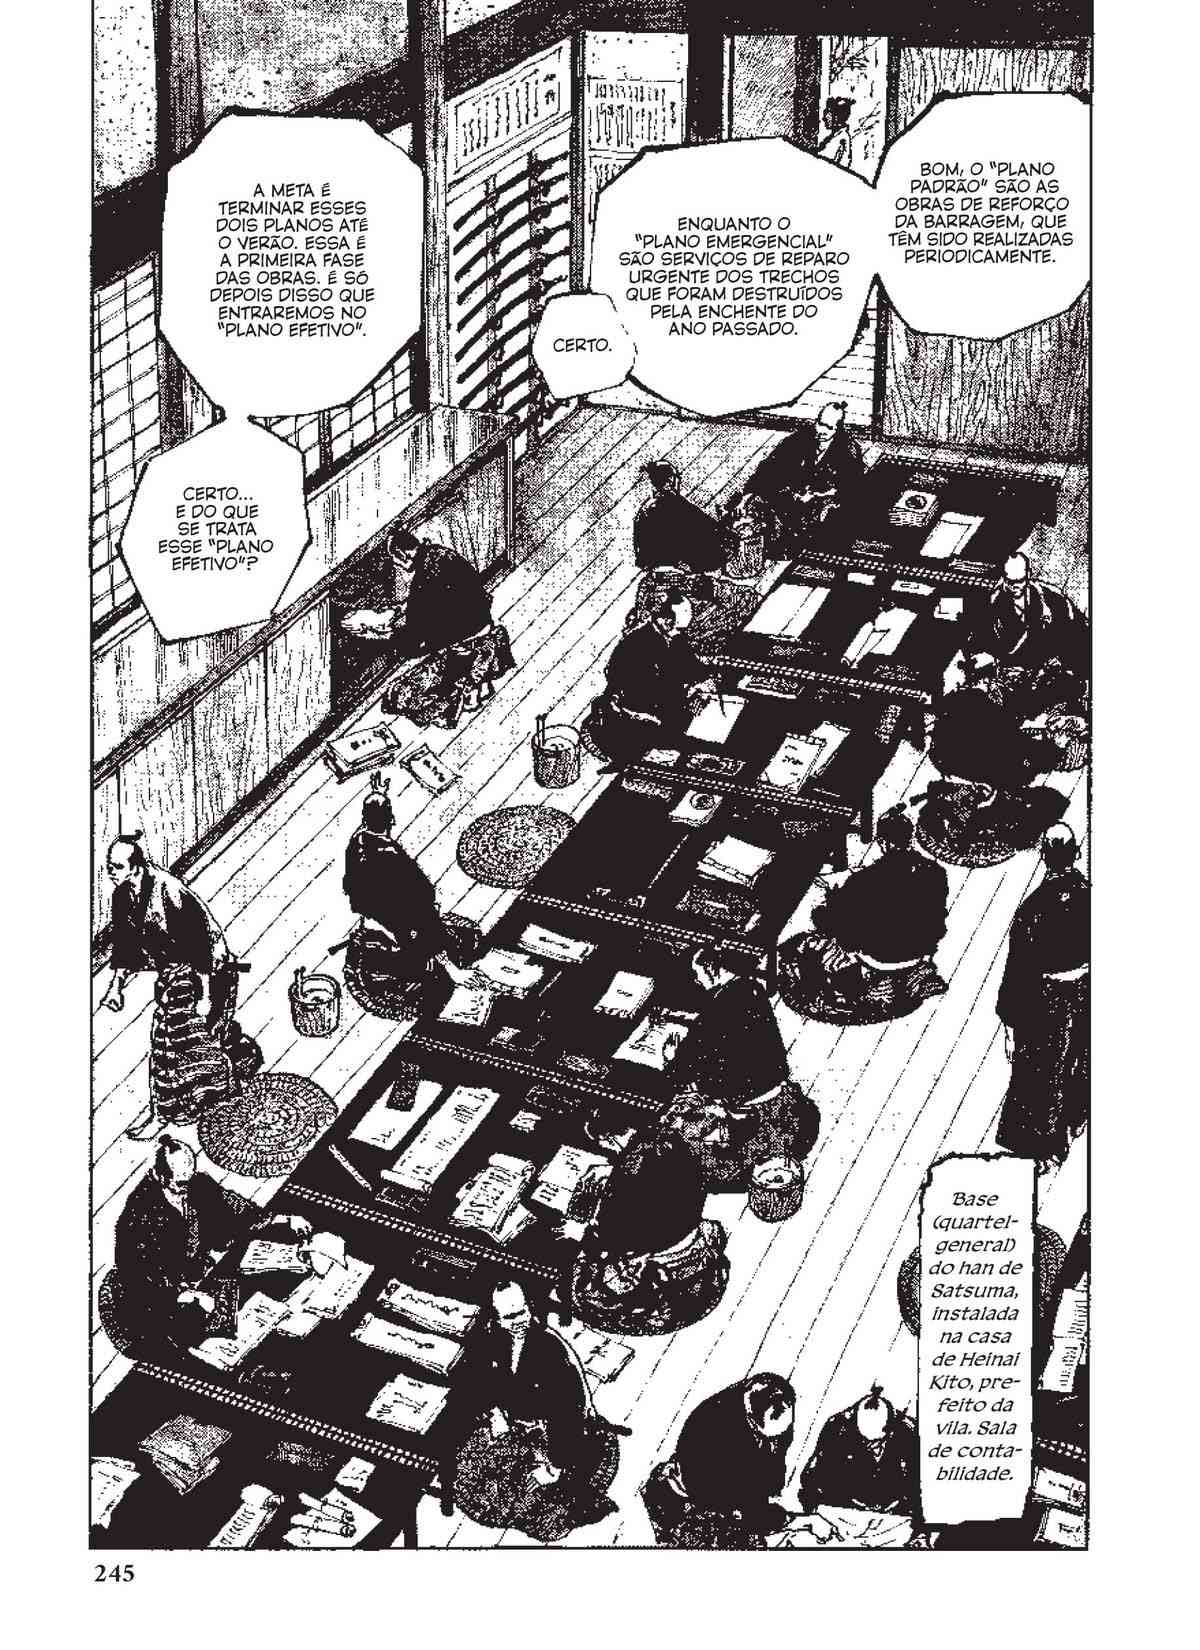 BOM, O "PLANO
PADRÃO" SÃO AS
OBRAS DE REFORÇO
DA BARRAGEM, QUE
TÊM SIDO REALIZADAS
PERIODICAMENTE.
ENQUANTO O
"PLANO EMERGENCIAL"
SÃO SERVIÇOS DE REPARO
URGENTE DOS TRECHOS
QUE FORAM DESTRUÍDOS
PELA ENCHENTE DO
ANO PASSADO.
CERTO.
A META É
TERMINAR ESSES
DOIS PLANOS ATÉ
O VERÃO. ESSA É
A PRIMEIRA FASE
DAS OBRAS. É SÓ
DEPOIS DISSO QUE
ENTRAREMOS NO
"PLANO EFETIVO".
CERTO...
E DO QUE
SE TRATA
ESSE "PLANO
EFETIVO"?
Base
(quartel-
general)
do han de
Satsuma,
instalada
na casa
de Heinai
Kito, pre-
feito da
vila. Sala
de conta-
bilidade.
245